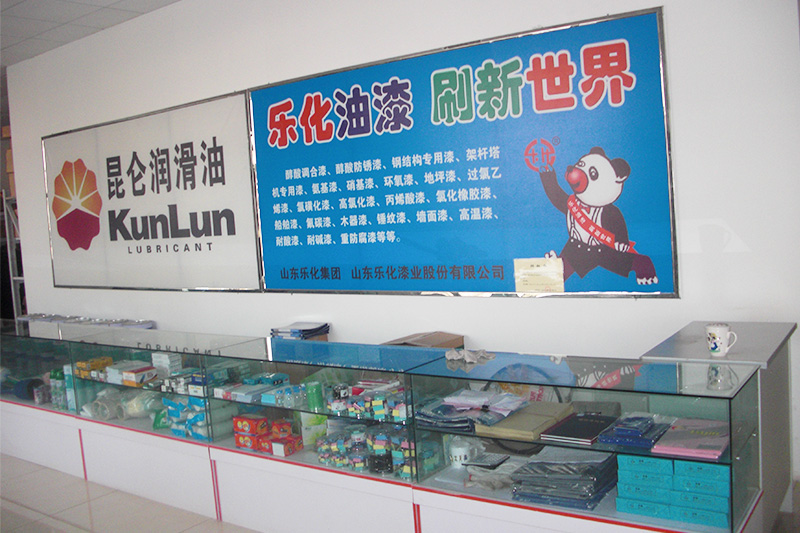 昆仑润滑油
KunLun
LUBRICANT
乐化油漆 刷新世界
醇酸调合漆、醇酸防锈漆、钢结构专用漆、架杆塔
机专用漆、氨基漆、硝基漆、环氧漆、地坪漆、过氯乙
烯漆、氯磺化漆、高氯化漆、丙烯酸漆、氯化橡胶漆、
船舶漆、氟碳漆、木器漆、锤纹漆、墙面漆、高温漆、
耐酸漆、耐碱漆、重防腐漆等等。
乐化
山东乐化集团 山东乐化漆业股份有限公司